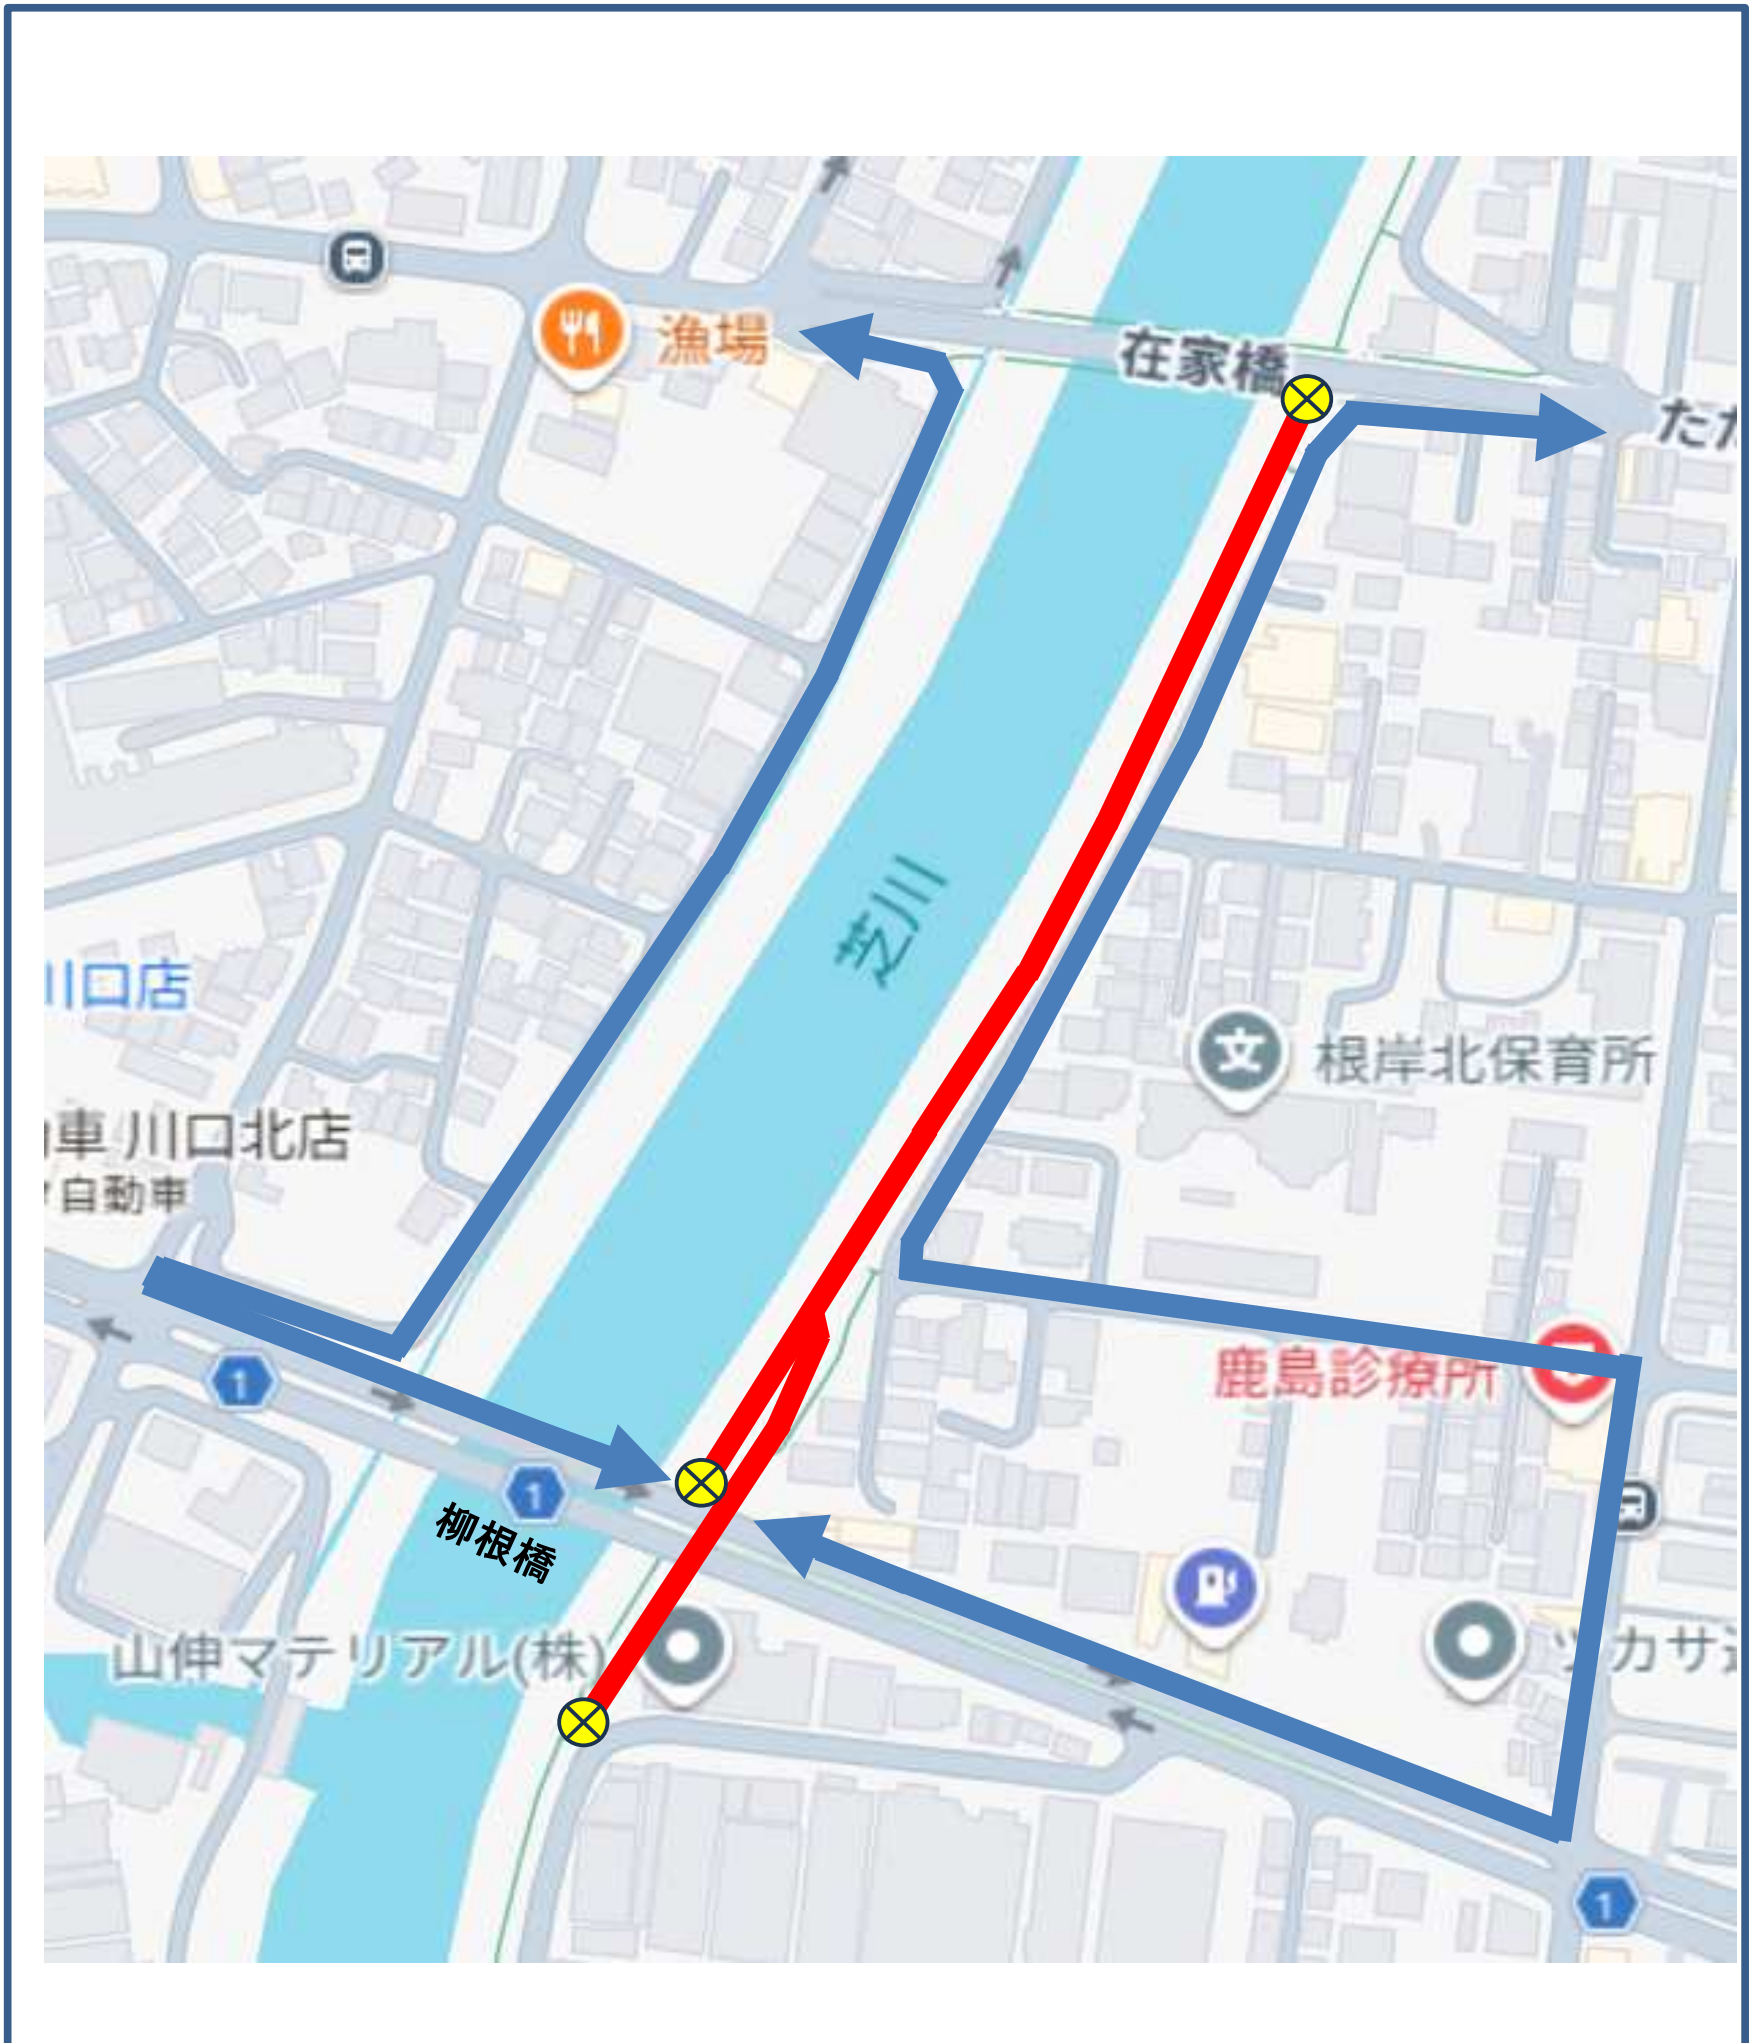 漁場
在家橋
たた
芝川
川口店
根岸北保育所
車 川口北店
自動車
鹿島診療所
1
1
柳根橋
山伸マテリアル(株)
ツカサ
1